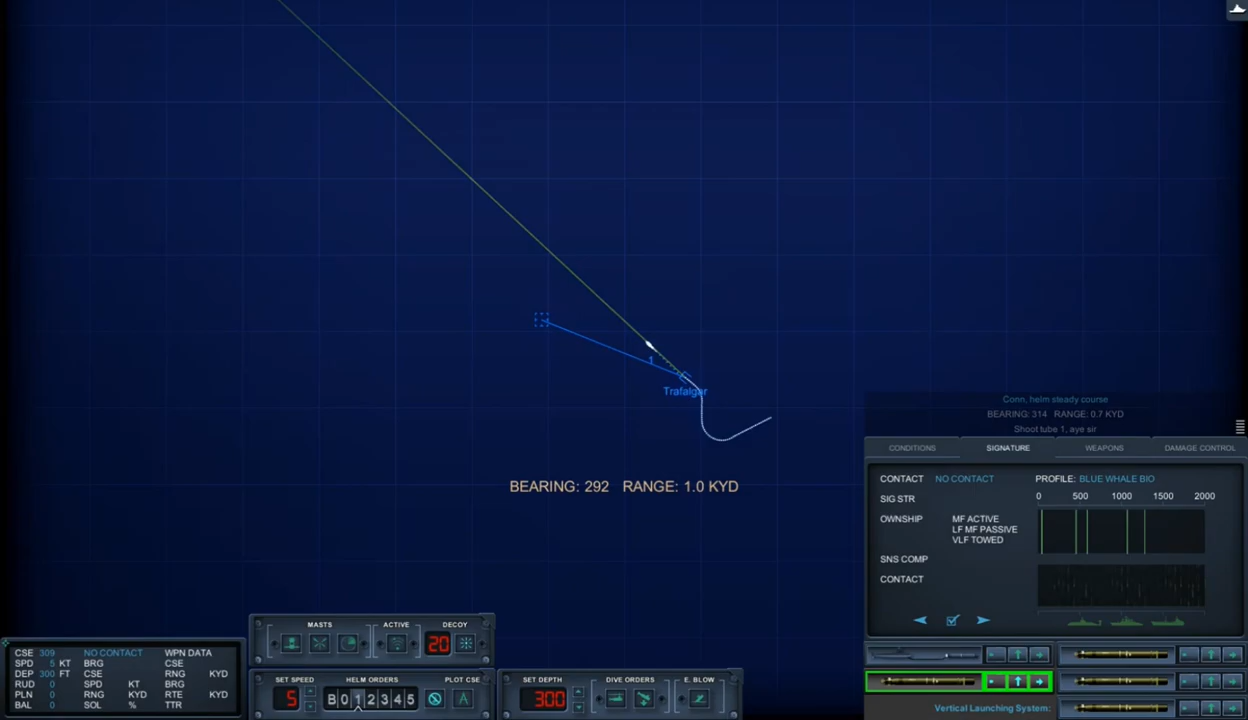 1
Trafalgar
BEARING: 292 RANGE: 1.0 KYD
Conn, helm steady course
BEARING: 314 RANGE: 0.7 KYD
Shoot tube 1, aye sir
CONDITIONS SIGNATURE WEAPONS DAMAGE CONTROL
CONTACT NO CONTACT PROFILE: BLUE WHALE BIO
SIG STR 0 500 1000 1500 2000
OWNSHIP MF ACTIVE
LF MF PASSIVE
VLF TOWED
SNS COMP
CONTACT
MASTS ACTIVE DECOY
20
CSE 309 NO CONTACT WPN DATA
SPD 5 KT BRG CSE
DEP 300 FT CSE RNG KYD
RUD 0 SPD KT BRG
PLN 0 RNG KYD RTE KYD
BAL 0 SOL % TTR
SET SPEED HELM ORDERS PLOT CSE
5 B 0 1 2 3 4 5
SET DEPTH DIVE ORDERS E. BLOW
300
Vertical Launching System: